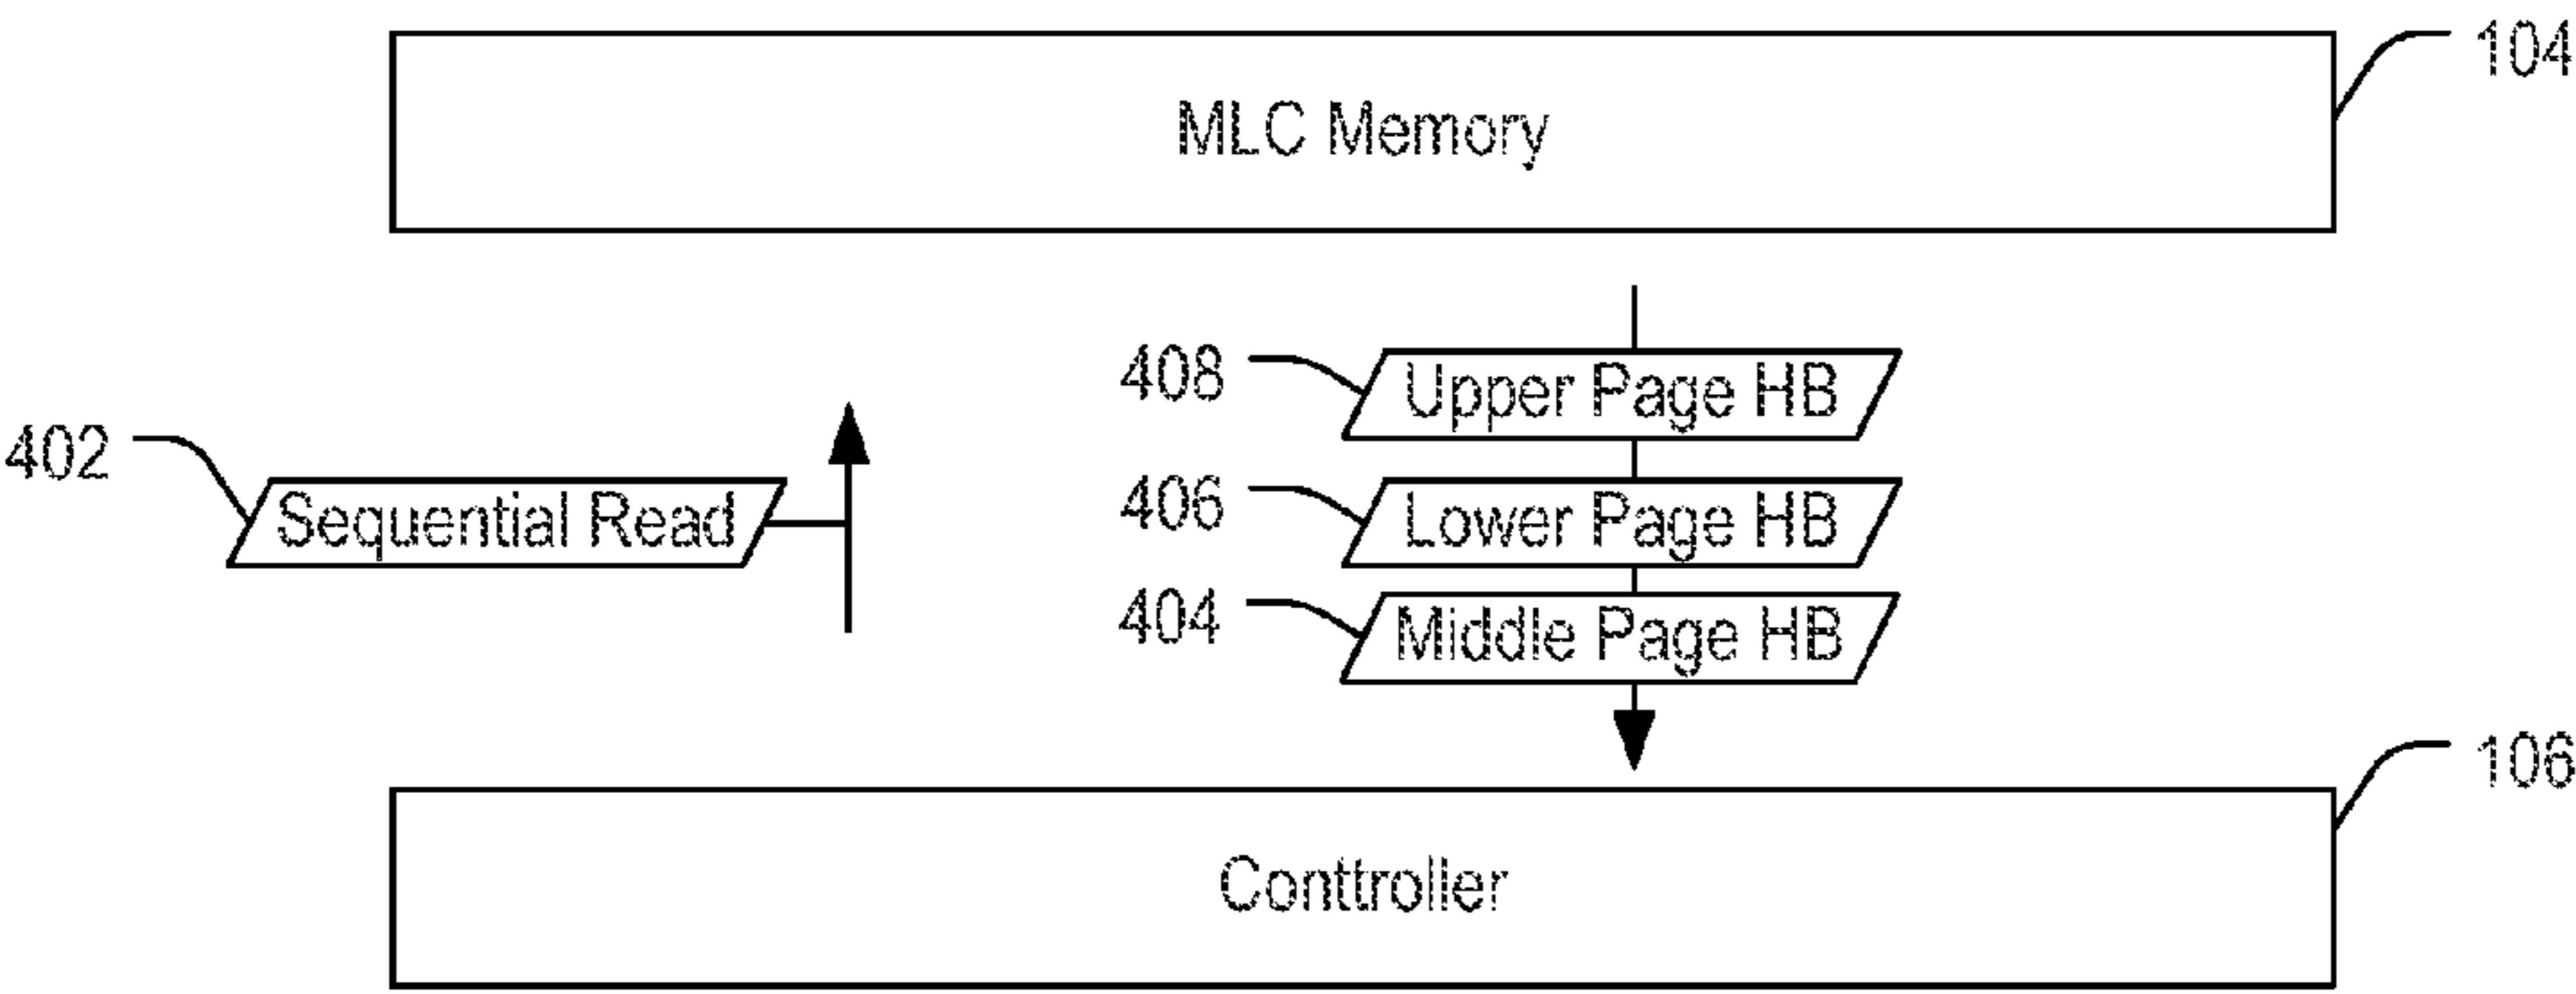 104
MLC Memory
408
Upper Page HB
402
Sequential Read
406
Lower Page HB
404
Middle Page HB
106
Conttroller